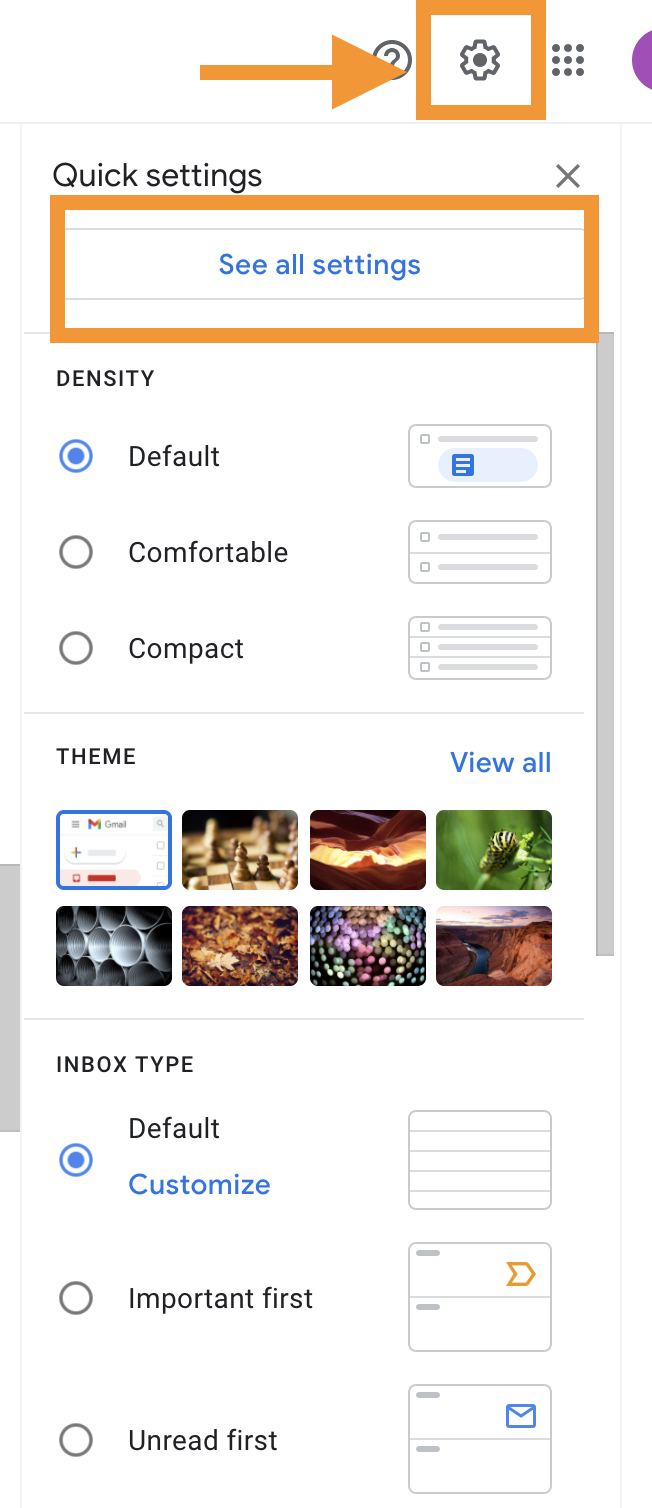 Quick settings
See all settings
DENSITY
Default
Comfortable
Compact
THEME
View all
Gmail
INBOX TYPE
Default
Customize
Important first
Unread first